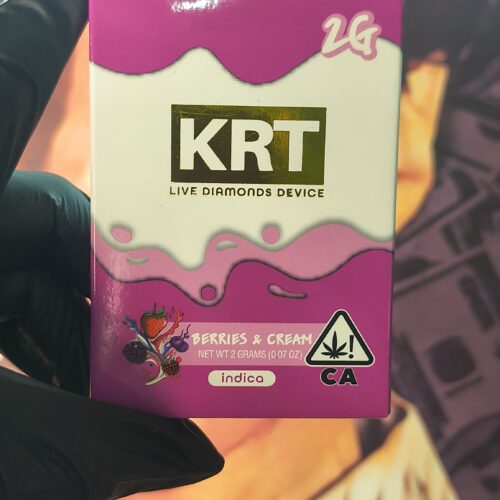 2G
KRT
LIVE DIAMONDS DEVICE
BERRIES & CREAM
NET WT 2 GRAMS (0.07 OZ)
indica
!
CA